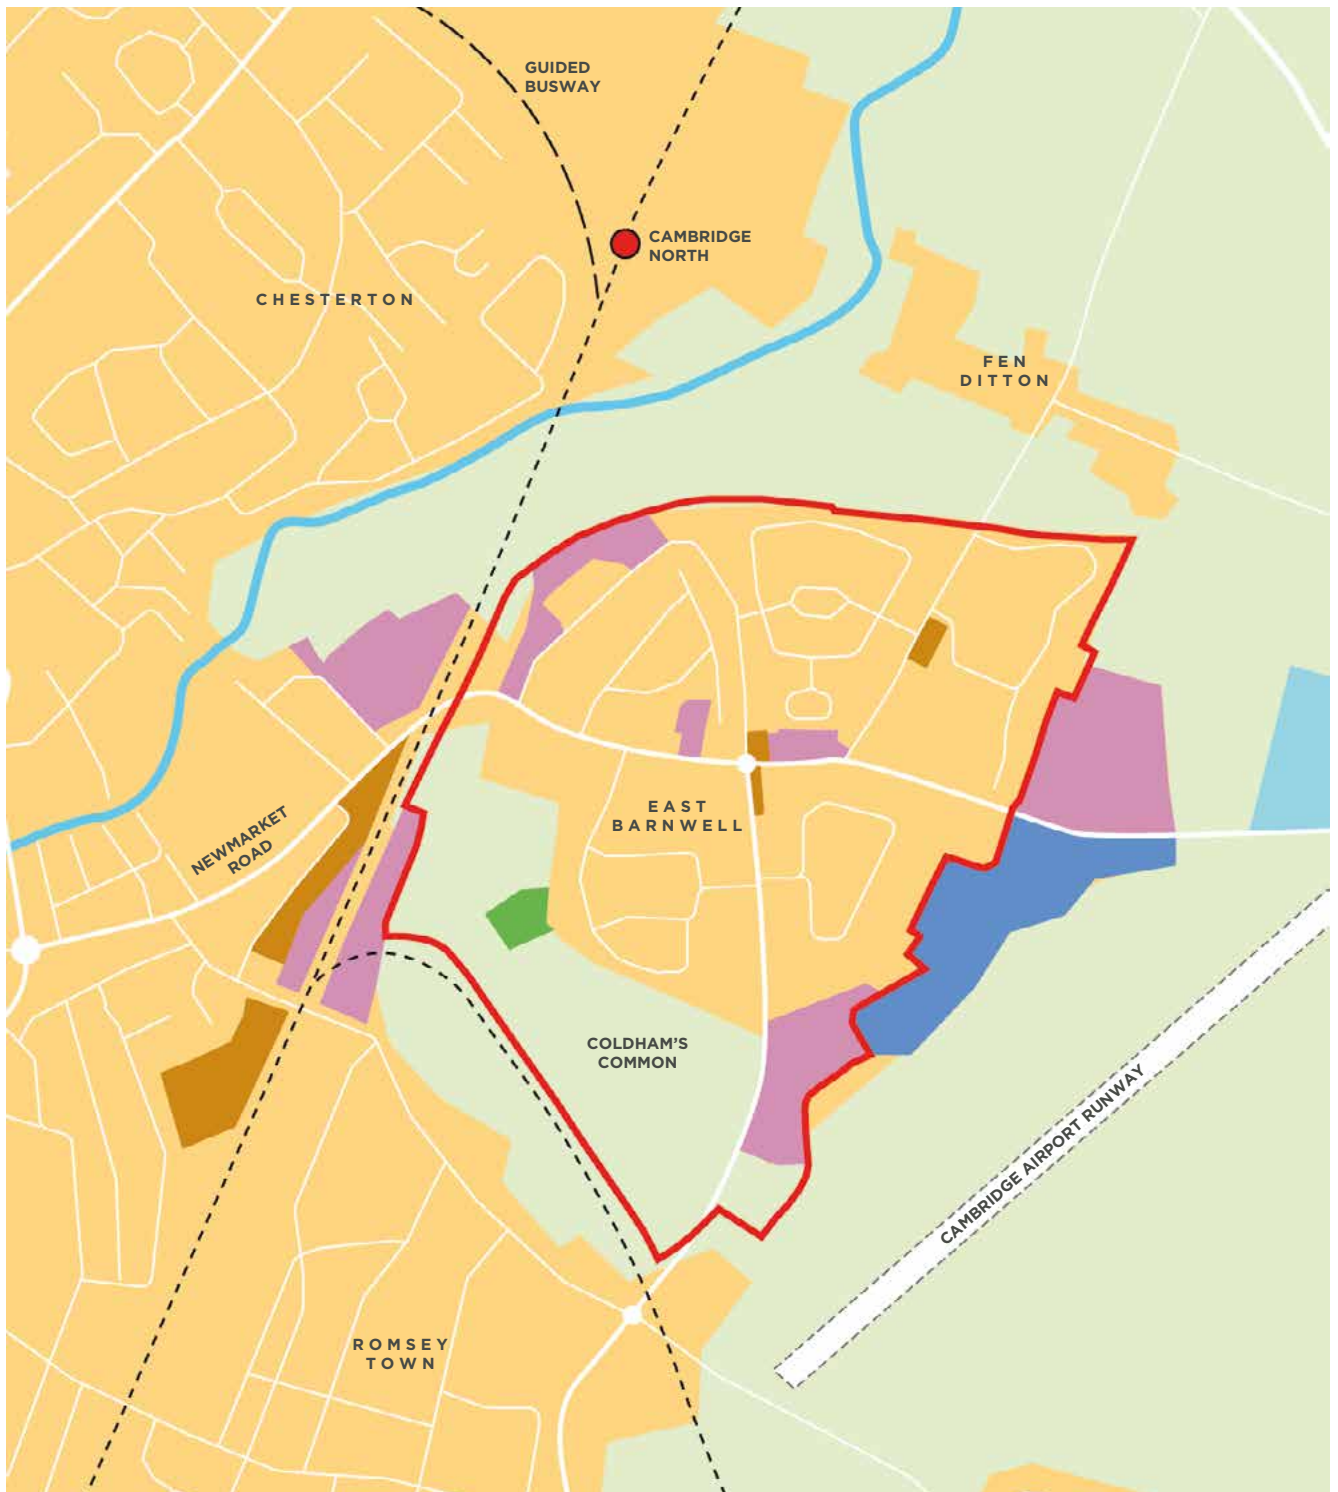 GUIDED
BUSWAY
CAMBRIDGE
NORTH
CHESTERTON
FEN
DITTON
EAST
BARNWELL
NEWMARKET
ROAD
COLDHAM'S
COMMON
CAMBRIDGE AIRPORT RUNWAY
ROMSEY
TOWN